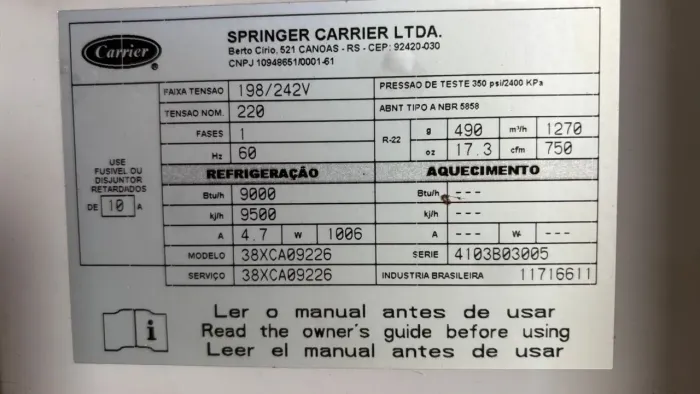 Carrier ®
SPRINGER CARRIER LTDA.
Berto Cirio, 521 CANOAS - RS - CEP: 92420-030
CNPJ 10948651/0001-61
FAIXA TENSAO 198/242V PRESSAO DE TESTE 350 psi/2400 KPa
TENSAO NOM. 220 ABNT TIPO A NBR 5858
FASES 1 R-22 g 490 m³/h 1270
Hz 60 oz 17.3 cfm 750
USE
FUSIVEL OU
DISJUNTOR
RETARDADOS
DE 10 A
REFRIGERAÇÃO AQUECIMENTO
Btu/h 9000 Btu/h ---
kj/h 9500 kj/h ---
A 4.7 W 1006 A --- W ---
MODELO 38XCA09226 SERIE 4103B03005
SERVIÇO 38XCA09226 INDUSTRIA BRASILEIRA 11716611
i
Ler o manual antes de usar
Read the owner's guide before using
Leer el manual antes de usar